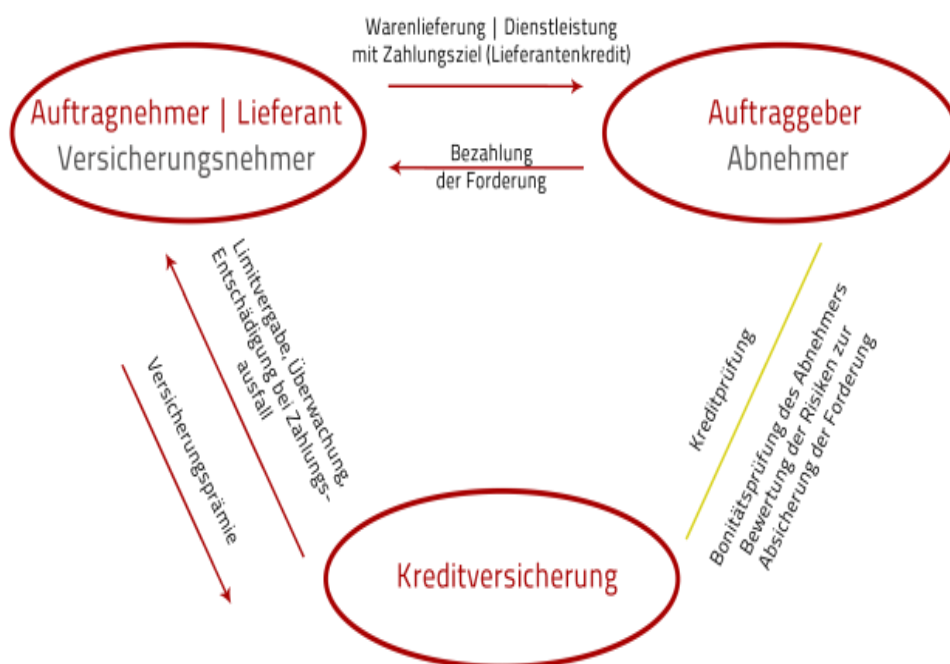 Warenlieferung | Dienstleistung
mit Zahlungsziel (Lieferantenkredit)
Auftragnehmer | Lieferant
Versicherungsnehmer
Auftraggeber
Abnehmer
Bezahlung
der Forderung
Versicherungsprämie
Limitvergabe, Überwachung,
Entschädigung bei Zahlungs-
ausfall
Kreditprüfung
Bonitätsprüfung des Abnehmers
Bewertung der Risiken zur
Absicherung der Forderung
Kreditversicherung